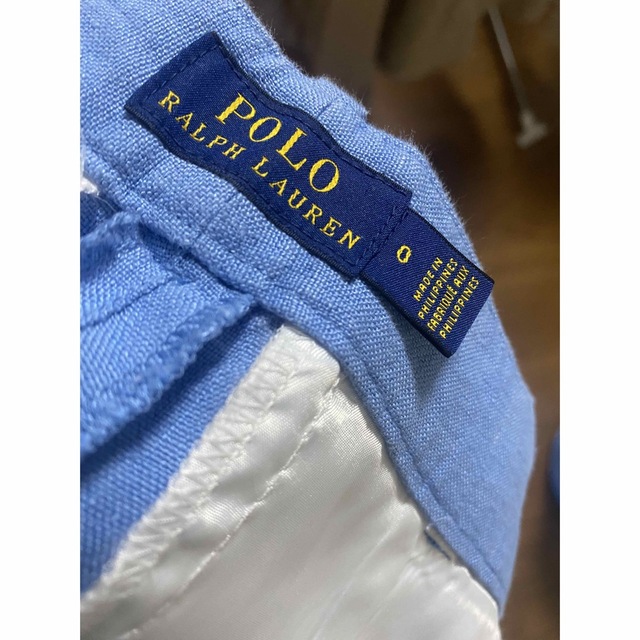 POLO
RALPH LAUREN
0
MADE IN
PHILIPPINES
FABRIQUÉ AUX
PHILIPPINES